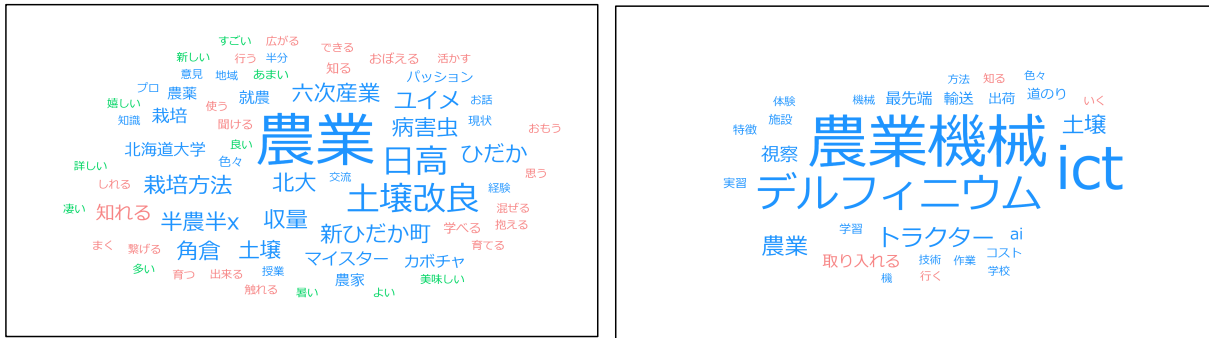 すごい 広がる できる
新しい 行う 半分 おぼえる 活かす
意見 地域 あまい 知る パッション
プロ 農薬 就農 六次産業 ユイメ お話
嬉しい 栽培 使う
知識 聞ける 農業 病害虫 現状 おもう
北海道大学 色々 良い 日高 ひだか
詳しい 思う
しれる 栽培方法 北大 交流 土壌改良 経験
凄い 知れる 混ぜる
半農半x 収量 新ひだか町 学べる 抱える
まく 繋げる 角倉 土壌 マイスター カボチャ 育てる
多い 育つ 出来る 授業 農家 美味しい
触れる 暑い よい
方法 知る 色々
体験 機械 最先端 輸送 出荷 道のり いく
特徴 施設 農業機械 土壌
視察 ict
実習 デルフィニウム
農業 学習 トラクター ai
取り入れる 技術 作業 コスト
機 行く 学校